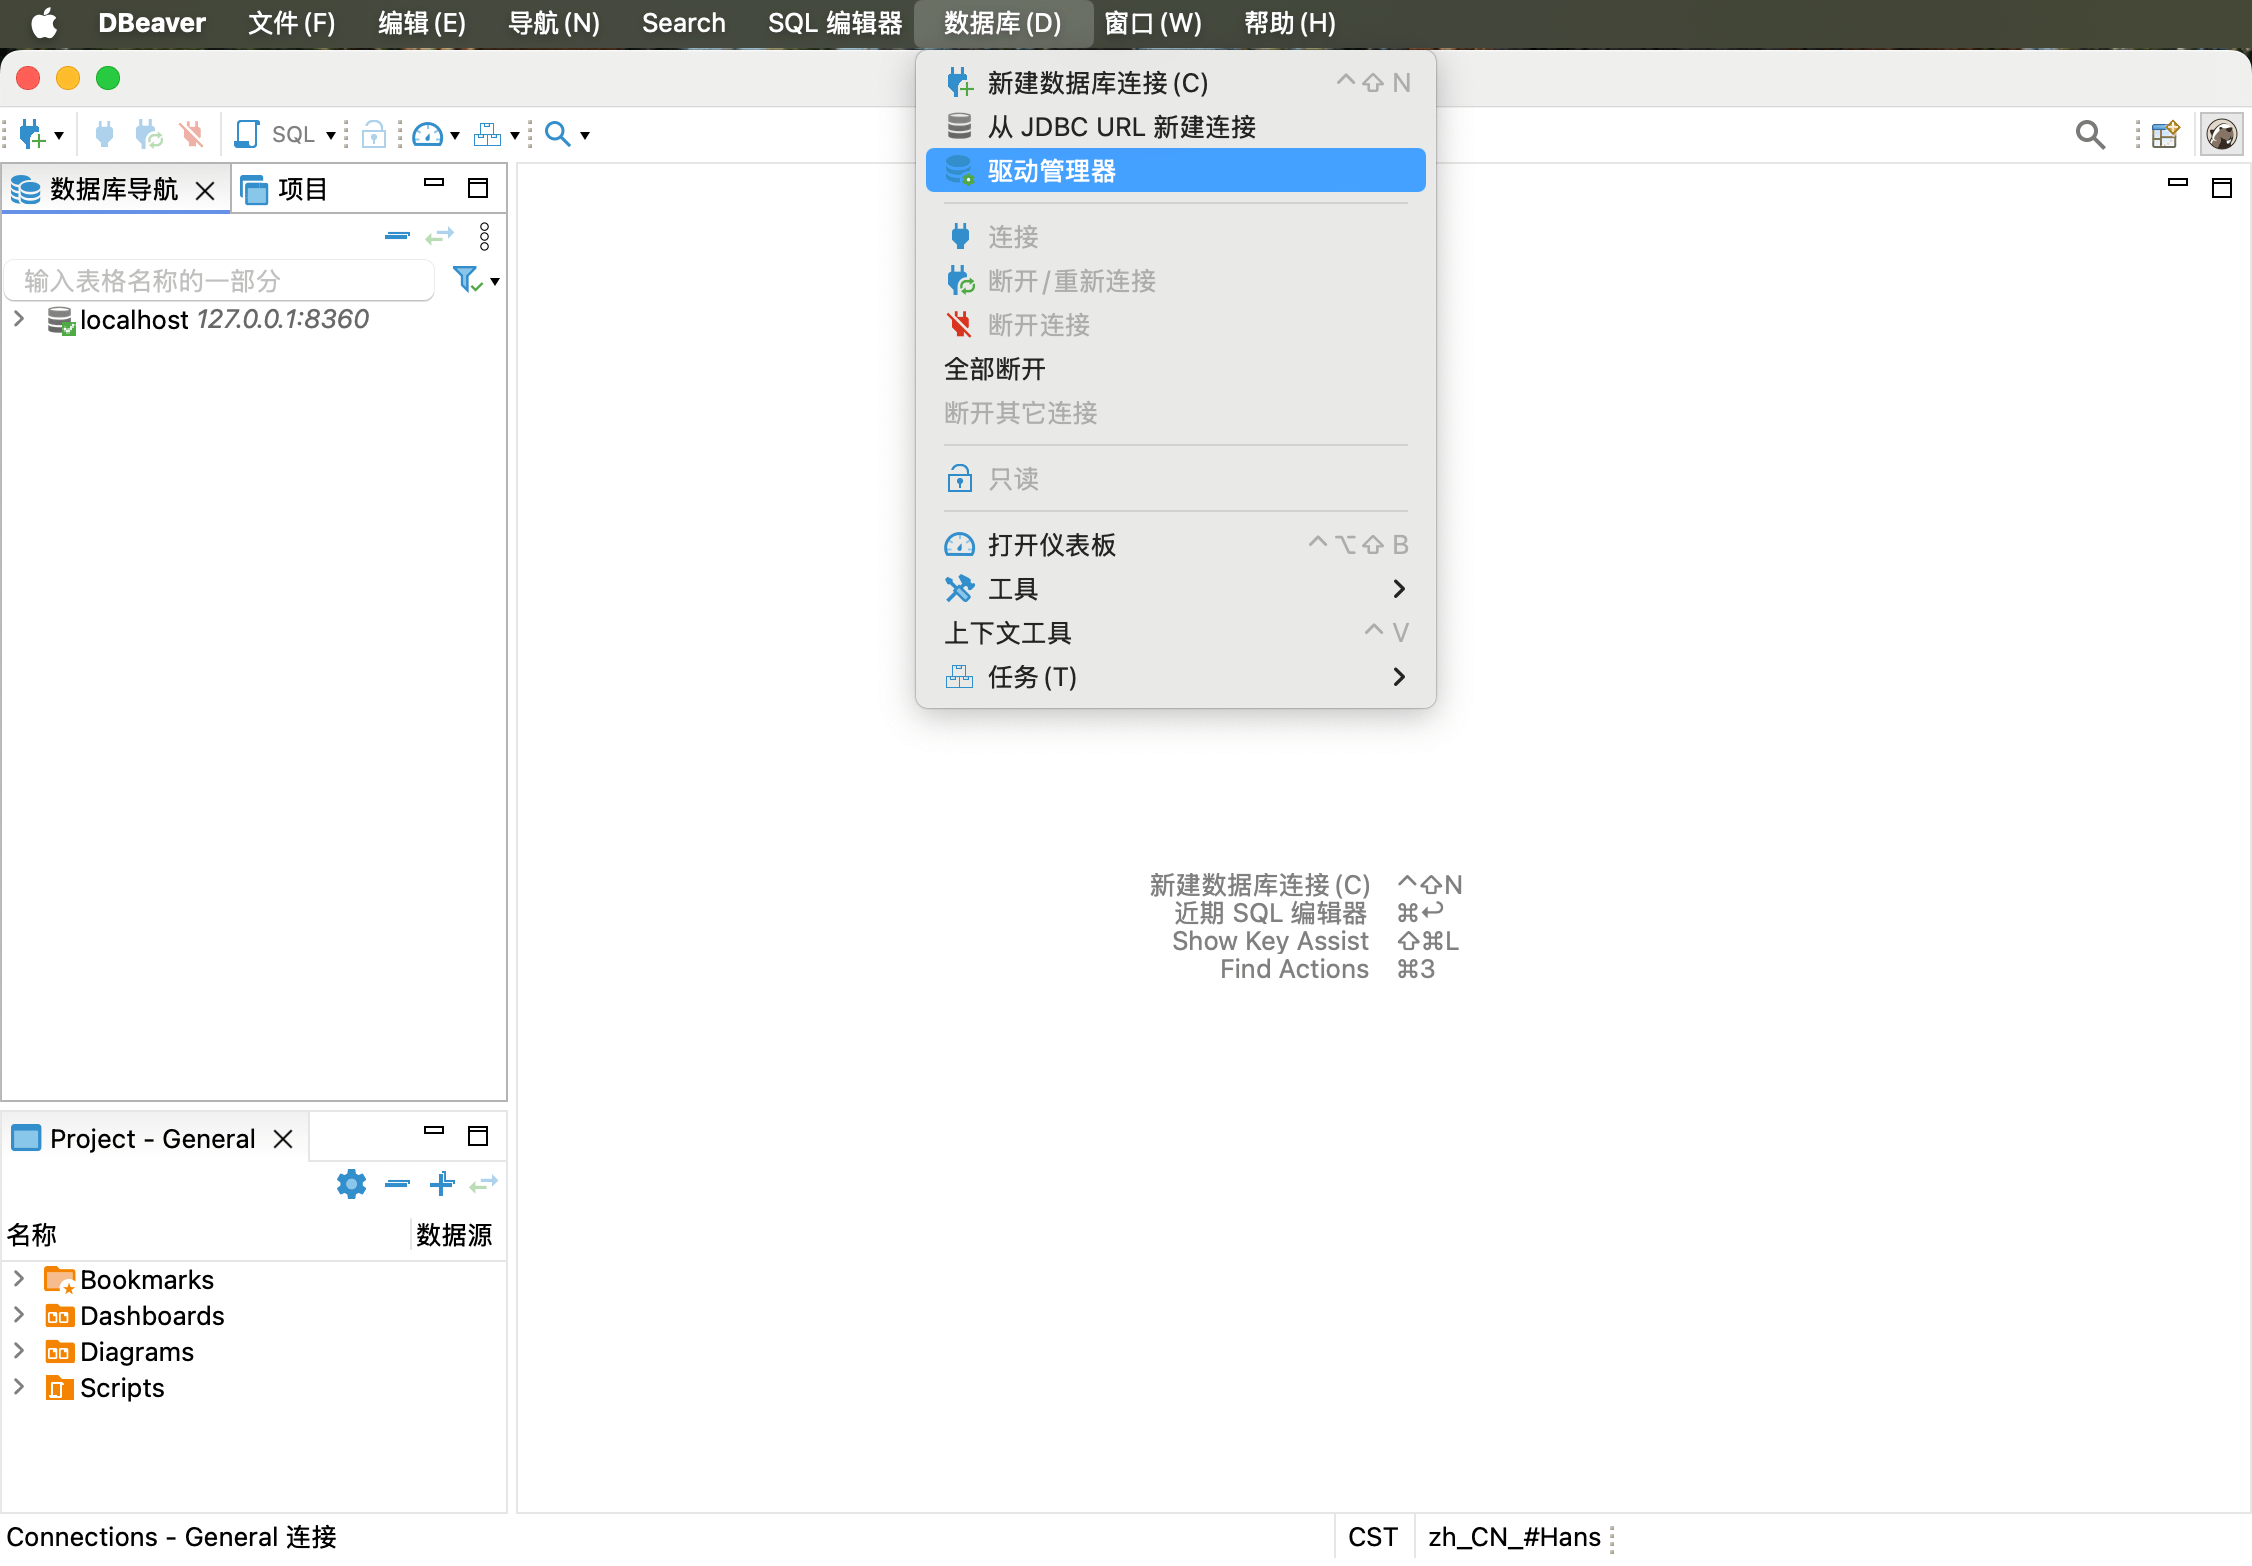 DBeaver 文件(F) 编辑(E) 导航(N) Search SQL 编辑器 数据库(D) 窗口(W) 帮助(H)
新建数据库连接(C) ^⇧N
从 JDBC URL 新建连接
驱动管理器
连接
断开/重新连接
断开连接
全部断开
断开其它连接
只读
打开仪表板 ^⌥⇧B
工具
上下文工具 ^V
任务(T)
SQL
数据库导航 项目
输入表格名称的一部分
localhost 127.0.0.1:8360
新建数据库连接(C) ^⇧N
近期 SQL 编辑器 ⌘↩
Show Key Assist ⇧⌘L
Find Actions ⌘3
Project - General
名称 数据源
Bookmarks
Dashboards
Diagrams
Scripts
Connections - General 连接 CST zh_CN_#Hans